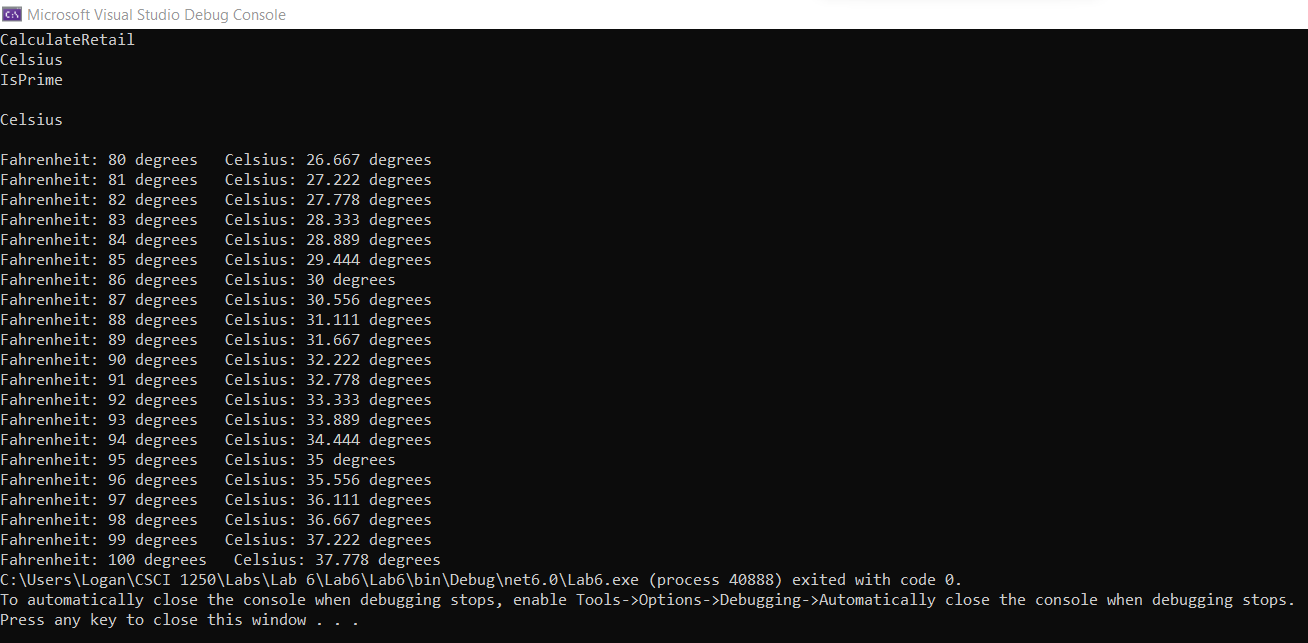 C:\ Microsoft Visual Studio Debug Console
CalculateRetail
Celsius
IsPrime
Celsius
Fahrenheit: 80 degrees   Celsius: 26.667 degrees
Fahrenheit: 81 degrees   Celsius: 27.222 degrees
Fahrenheit: 82 degrees   Celsius: 27.778 degrees
Fahrenheit: 83 degrees   Celsius: 28.333 degrees
Fahrenheit: 84 degrees   Celsius: 28.889 degrees
Fahrenheit: 85 degrees   Celsius: 29.444 degrees
Fahrenheit: 86 degrees   Celsius: 30 degrees
Fahrenheit: 87 degrees   Celsius: 30.556 degrees
Fahrenheit: 88 degrees   Celsius: 31.111 degrees
Fahrenheit: 89 degrees   Celsius: 31.667 degrees
Fahrenheit: 90 degrees   Celsius: 32.222 degrees
Fahrenheit: 91 degrees   Celsius: 32.778 degrees
Fahrenheit: 92 degrees   Celsius: 33.333 degrees
Fahrenheit: 93 degrees   Celsius: 33.889 degrees
Fahrenheit: 94 degrees   Celsius: 34.444 degrees
Fahrenheit: 95 degrees   Celsius: 35 degrees
Fahrenheit: 96 degrees   Celsius: 35.556 degrees
Fahrenheit: 97 degrees   Celsius: 36.111 degrees
Fahrenheit: 98 degrees   Celsius: 36.667 degrees
Fahrenheit: 99 degrees   Celsius: 37.222 degrees
Fahrenheit: 100 degrees   Celsius: 37.778 degrees
C:\Users\Logan\CSCI 1250\Labs\Lab 6\Lab6\Lab6\bin\Debug\net6.0\Lab6.exe (process 40888) exited with code 0.
To automatically close the console when debugging stops, enable Tools->Options->Debugging->Automatically close the console when debugging stops.
Press any key to close this window . . .